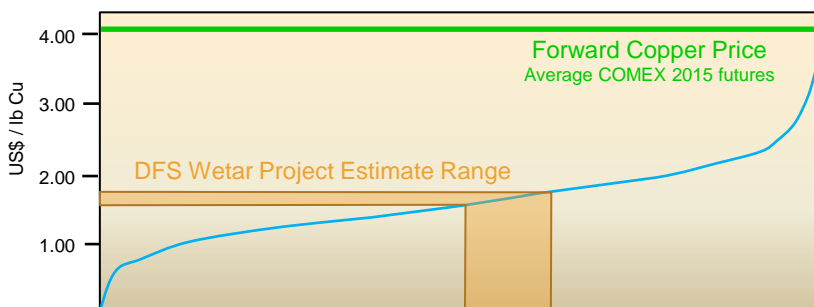 4.00
Forward Copper Price
Average COMEX 2015 futures
3.00
US$ / lb Cu
DFS Wetar Project Estimate Range
2.00
1.00